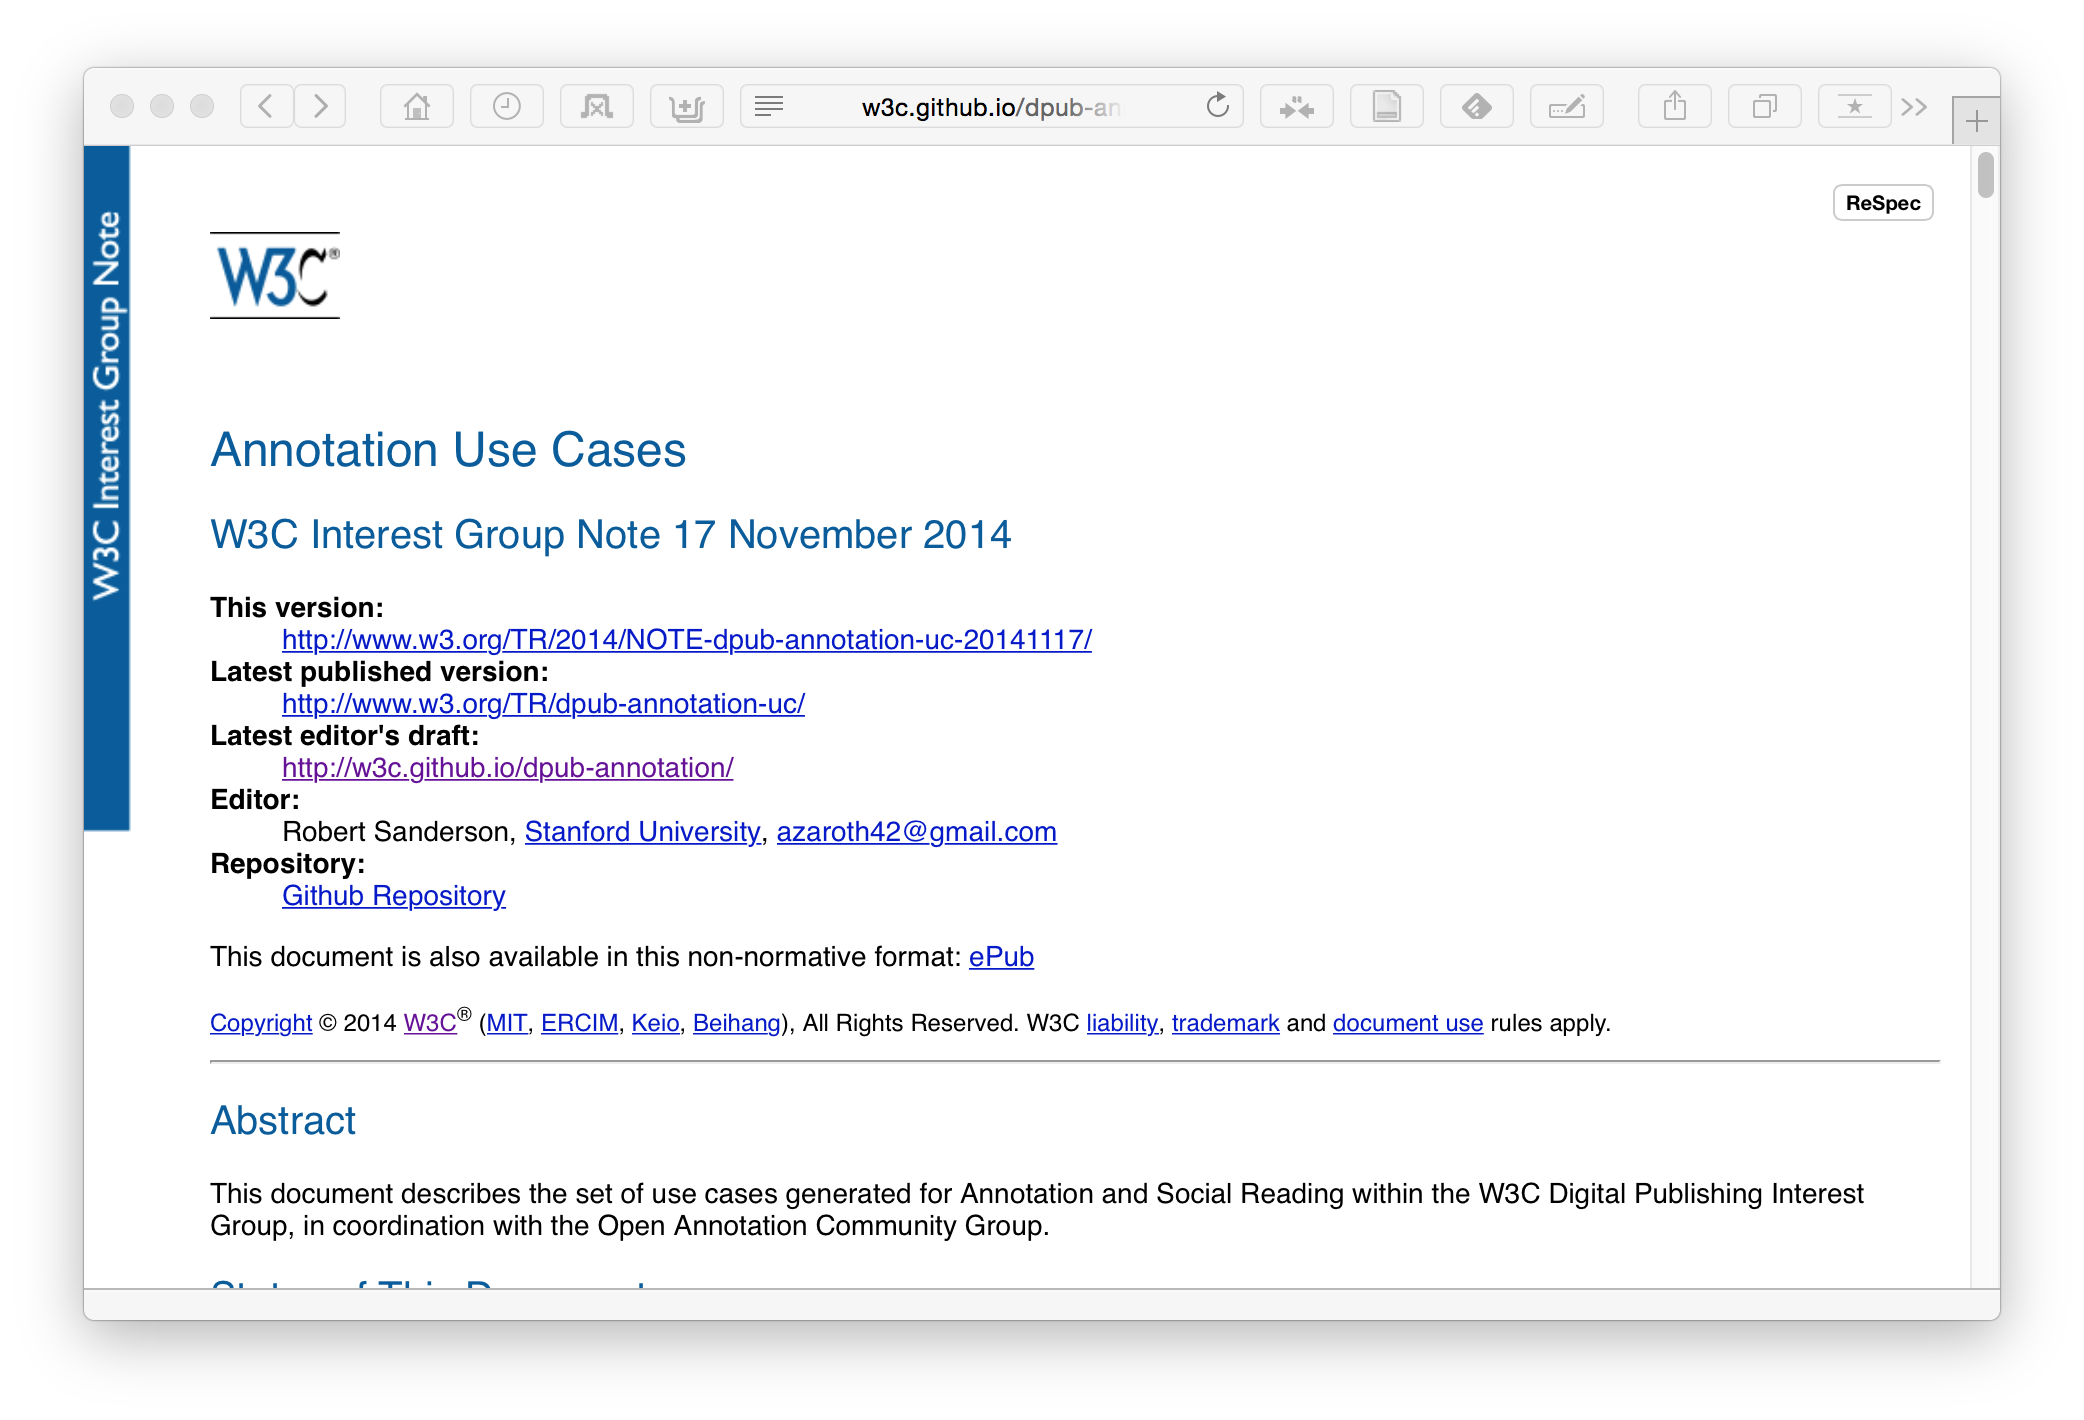 w3c.github.io/dpub-an
ReSpec
W3C Interest Group Note
W3C®
Annotation Use Cases
W3C Interest Group Note 17 November 2014
This version:
http://www.w3.org/TR/2014/NOTE-dpub-annotation-uc-20141117/
Latest published version:
http://www.w3.org/TR/dpub-annotation-uc/
Latest editor's draft:
http://w3c.github.io/dpub-annotation/
Editor:
Robert Sanderson, Stanford University, azaroth42@gmail.com
Repository:
Github Repository
This document is also available in this non-normative format: ePub
Copyright © 2014 W3C® (MIT, ERCIM, Keio, Beihang), All Rights Reserved. W3C liability, trademark and document use rules apply.
Abstract
This document describes the set of use cases generated for Annotation and Social Reading within the W3C Digital Publishing Interest
Group, in coordination with the Open Annotation Community Group.